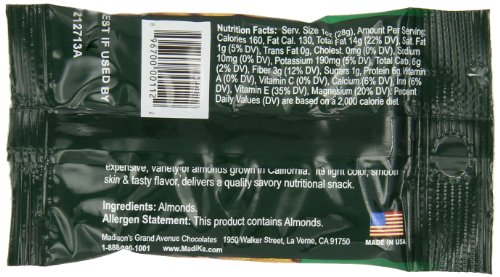 Nutrition Facts: Serv. Size 1oz (28g), Amount Per Serving:
Calories 160, Fat Cal. 130, Total Fat 14g (22% DV), Sat. Fat
1g (5% DV), Trans Fat 0g, Cholest. 0mg (0% DV), Sodium
10mg (0% DV), Potassium 190mg (5% DV), Total Carb. 6g
(2% DV), Fiber 3g (12% DV), Sugars 1g, Protein 6g, Vitamin
A (0% DV), Vitamin C (0% DV), Calcium (6% DV), Iron (6%
DV), Vitamin E (35% DV), Magnesium (20% DV). Percent
Daily Values (DV) are based on a 2,000 calorie diet
EST IF USED BY
212713A
expensive, variety of almonds grown in California. Its light color, smooth
skin & tasty flavor, delivers a quality savory nutritional snack.
Ingredients: Almonds.
Allergen Statement: This product contains Almonds.
Madison's Grand Avenue Chocolates 1950 Walker Street, La Verne, CA 91750
www.MadiKs.com
MADE IN USA